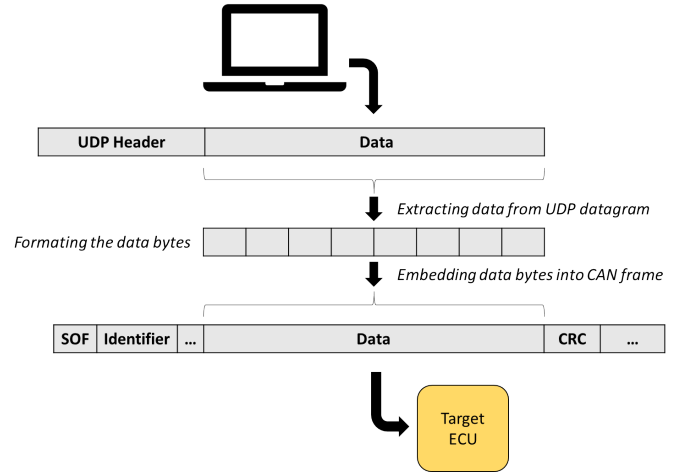 UDP Header Data
Extracting data from UDP datagram
Formating the data bytes
Embedding data bytes into CAN frame
SOF Identifier ... Data CRC ...
Target
ECU